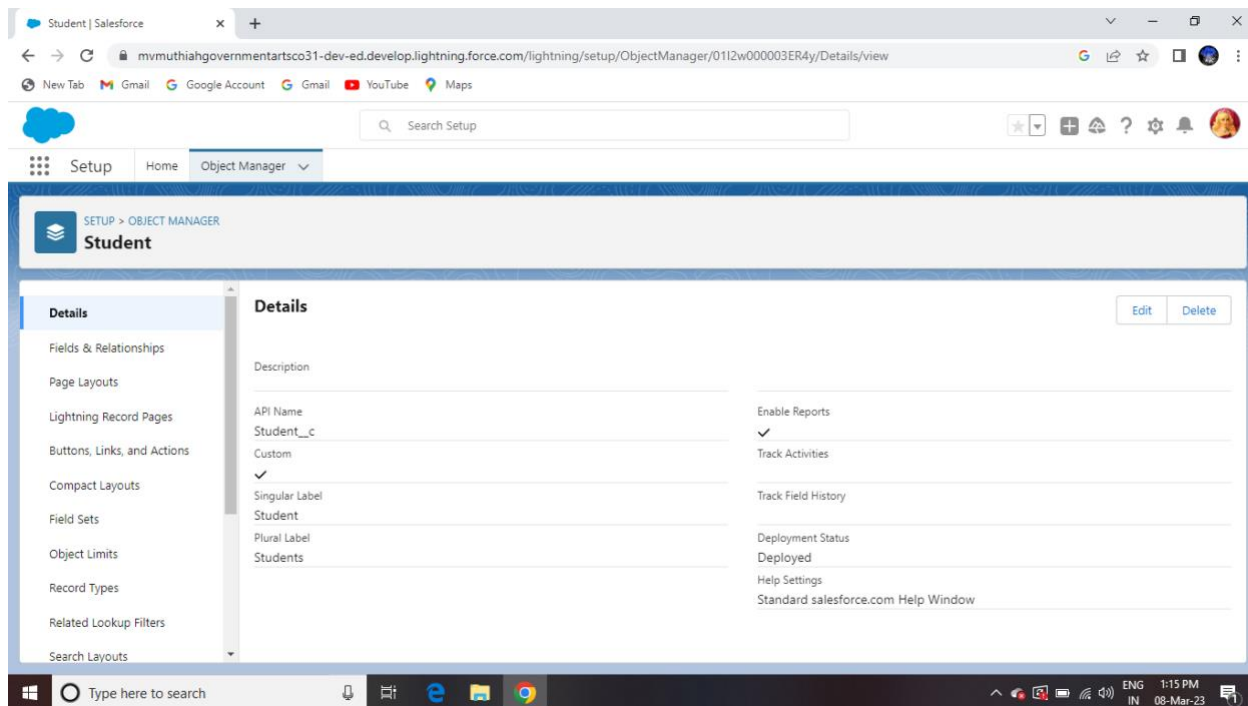 Student | Salesforce
mvmuthiahgovernmentartsco31-dev-ed.develop.lightning.force.com/lightning/setup/ObjectManager/01I2w000003ER4y/Details/view
New Tab Gmail Google Account Gmail YouTube Maps
Search Setup
Setup Home Object Manager
SETUP > OBJECT MANAGER
Student
Details
Fields & Relationships
Page Layouts
Lightning Record Pages
Buttons, Links, and Actions
Compact Layouts
Field Sets
Object Limits
Record Types
Related Lookup Filters
Search Layouts
Details
Edit Delete
Description
API Name
Student__c
Custom
Singular Label
Student
Plural Label
Students
Enable Reports
Track Activities
Track Field History
Deployment Status
Deployed
Help Settings
Standard salesforce.com Help Window
Type here to search
ENG
IN
1:15 PM
08-Mar-23
1